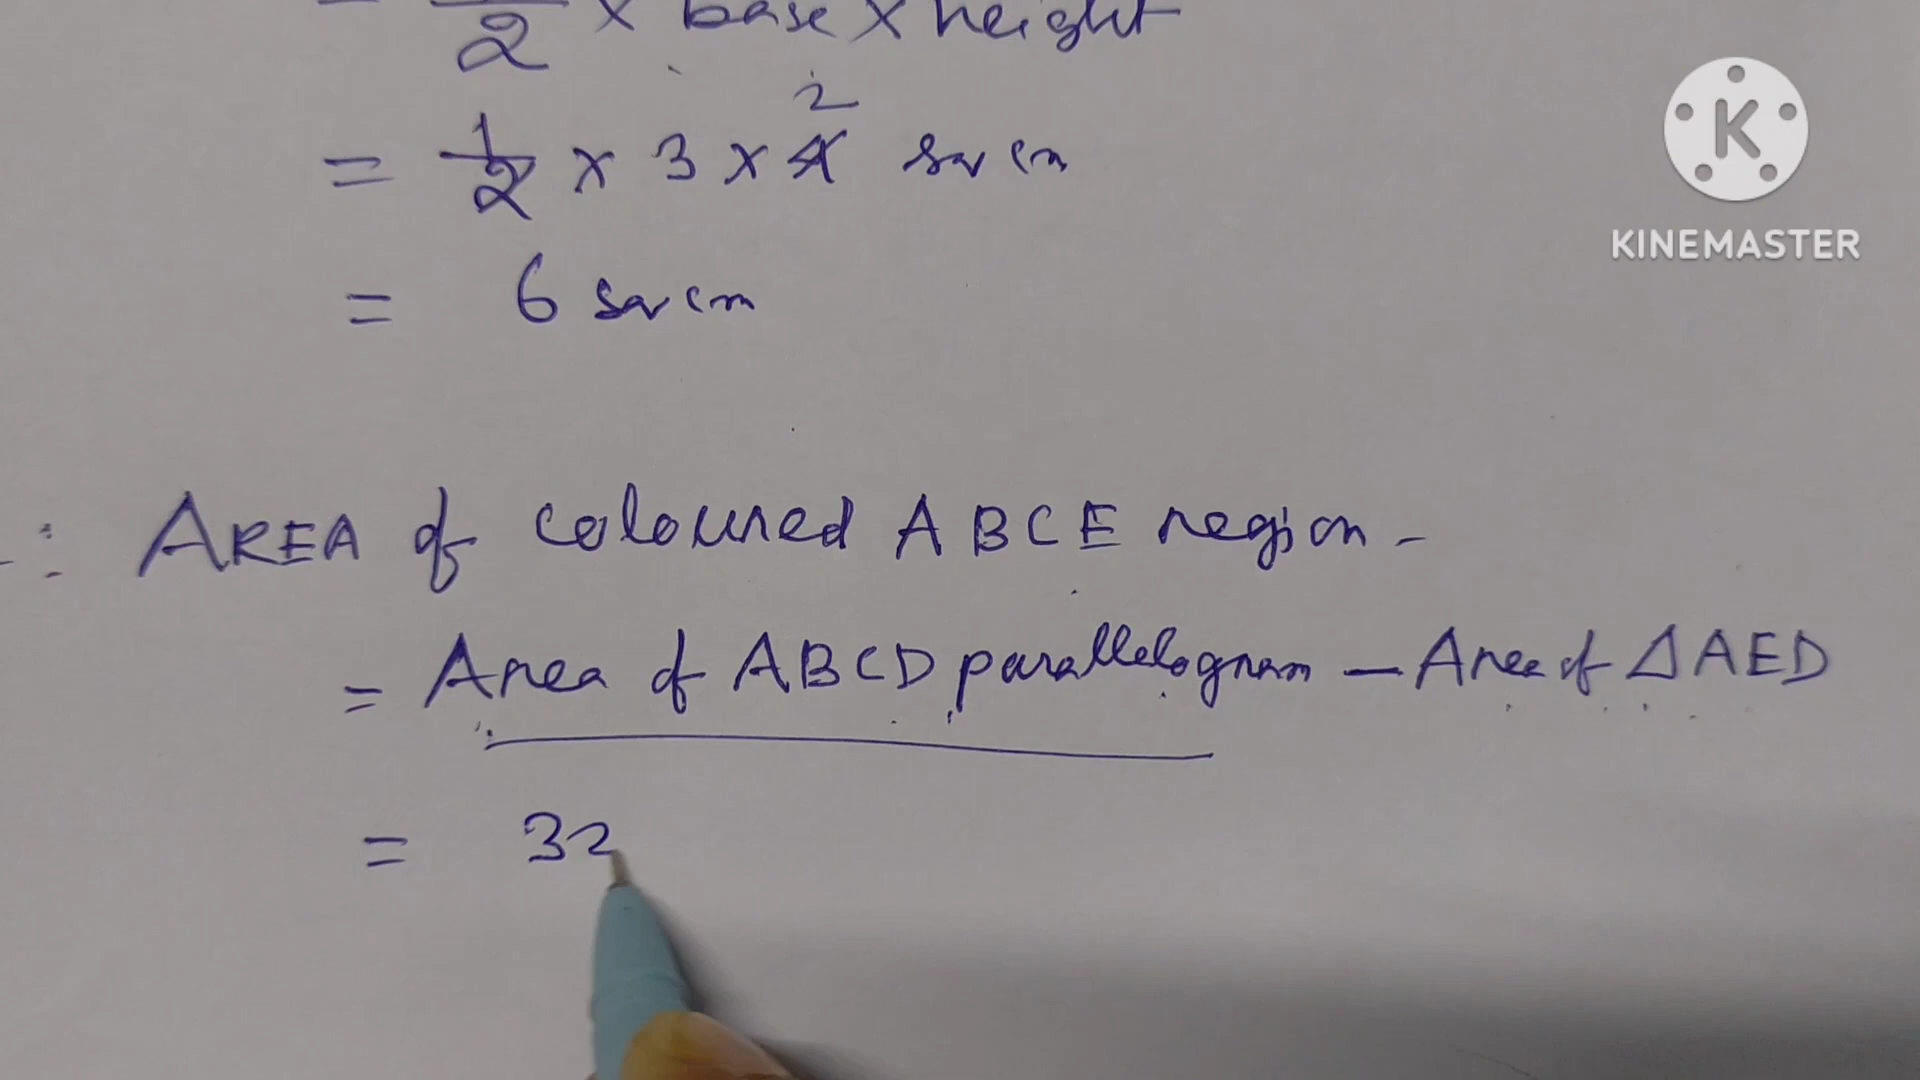 = /2 × base × height
= 1/2 × 3 × 4 2 sq cm
= 6 sq cm
∴ AREA of coloured ABCE region -
= Area of ABCD parallelogram - Area of △AED
= 32
K
KINEMASTER